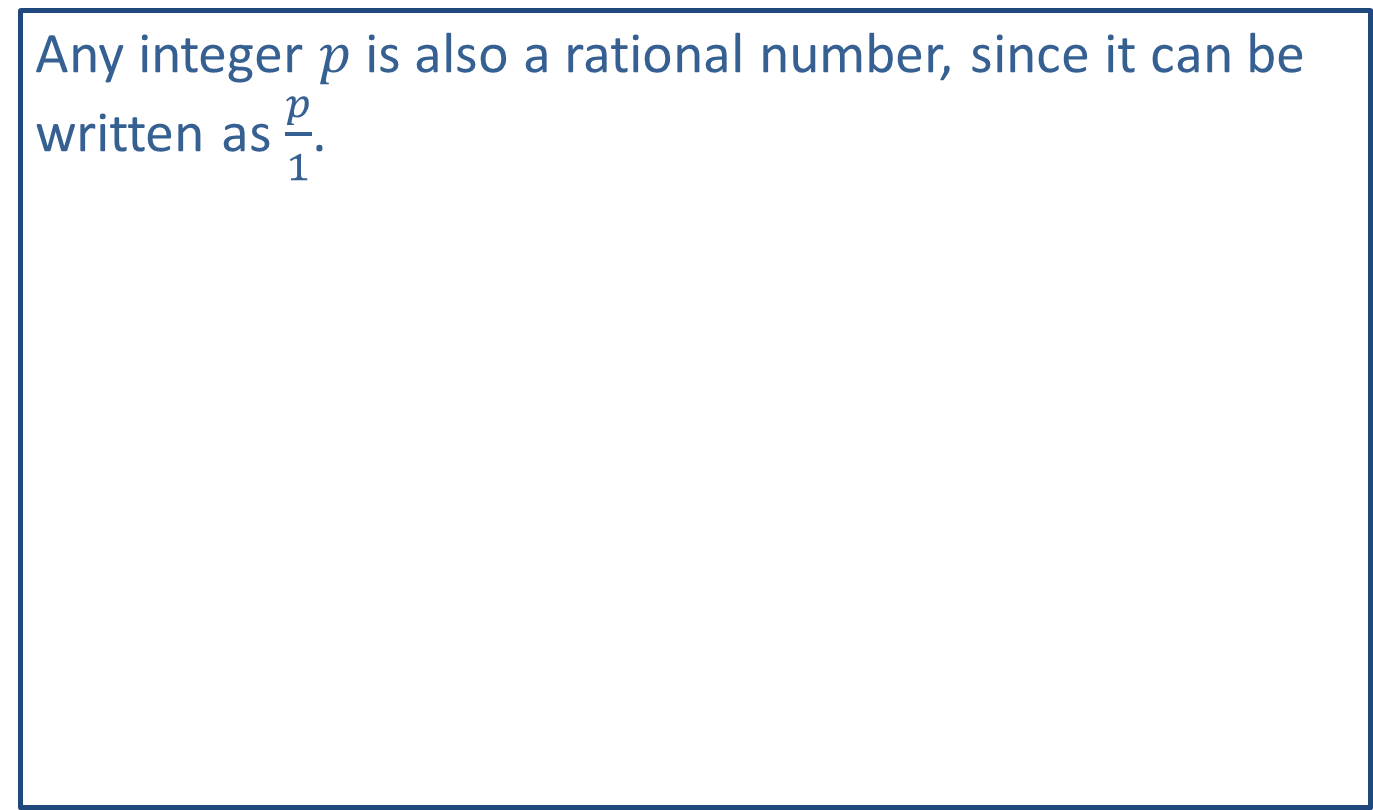 Any integer p is also a rational number, since it can be
written as p/1.